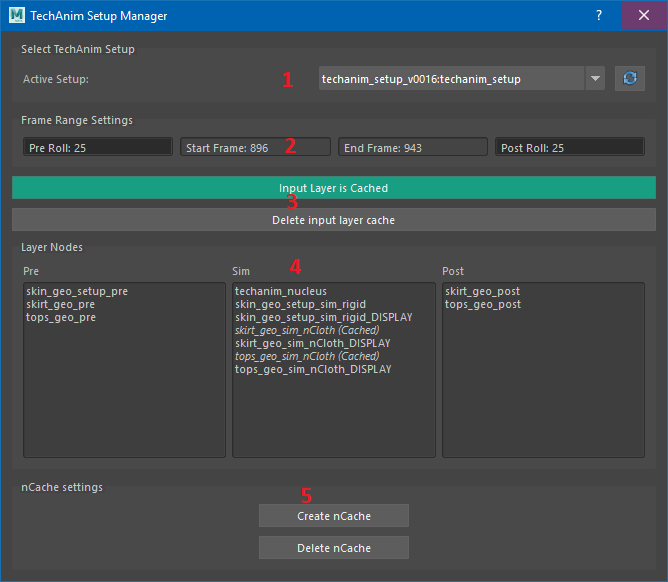 TechAnim Setup Manager
?
Select TechAnim Setup
Active Setup:
1
techanim_setup_v0016:techanim_setup
Frame Range Settings
Pre Roll: 25
Start Frame: 896
2
End Frame: 943
Post Roll: 25
Input Layer is Cached
3
Delete input layer cache
Layer Nodes
4
Pre
Sim
Post
skin_geo_setup_pre
skirt_geo_pre
tops_geo_pre
techanim_nucleus
skin_geo_setup_sim_rigid
skin_geo_setup_sim_rigid_DISPLAY
skirt_geo_sim_nCloth (Cached)
skirt_geo_sim_nCloth_DISPLAY
tops_geo_sim_nCloth (Cached)
tops_geo_sim_nCloth_DISPLAY
skirt_geo_post
tops_geo_post
nCache settings
5
Create nCache
Delete nCache